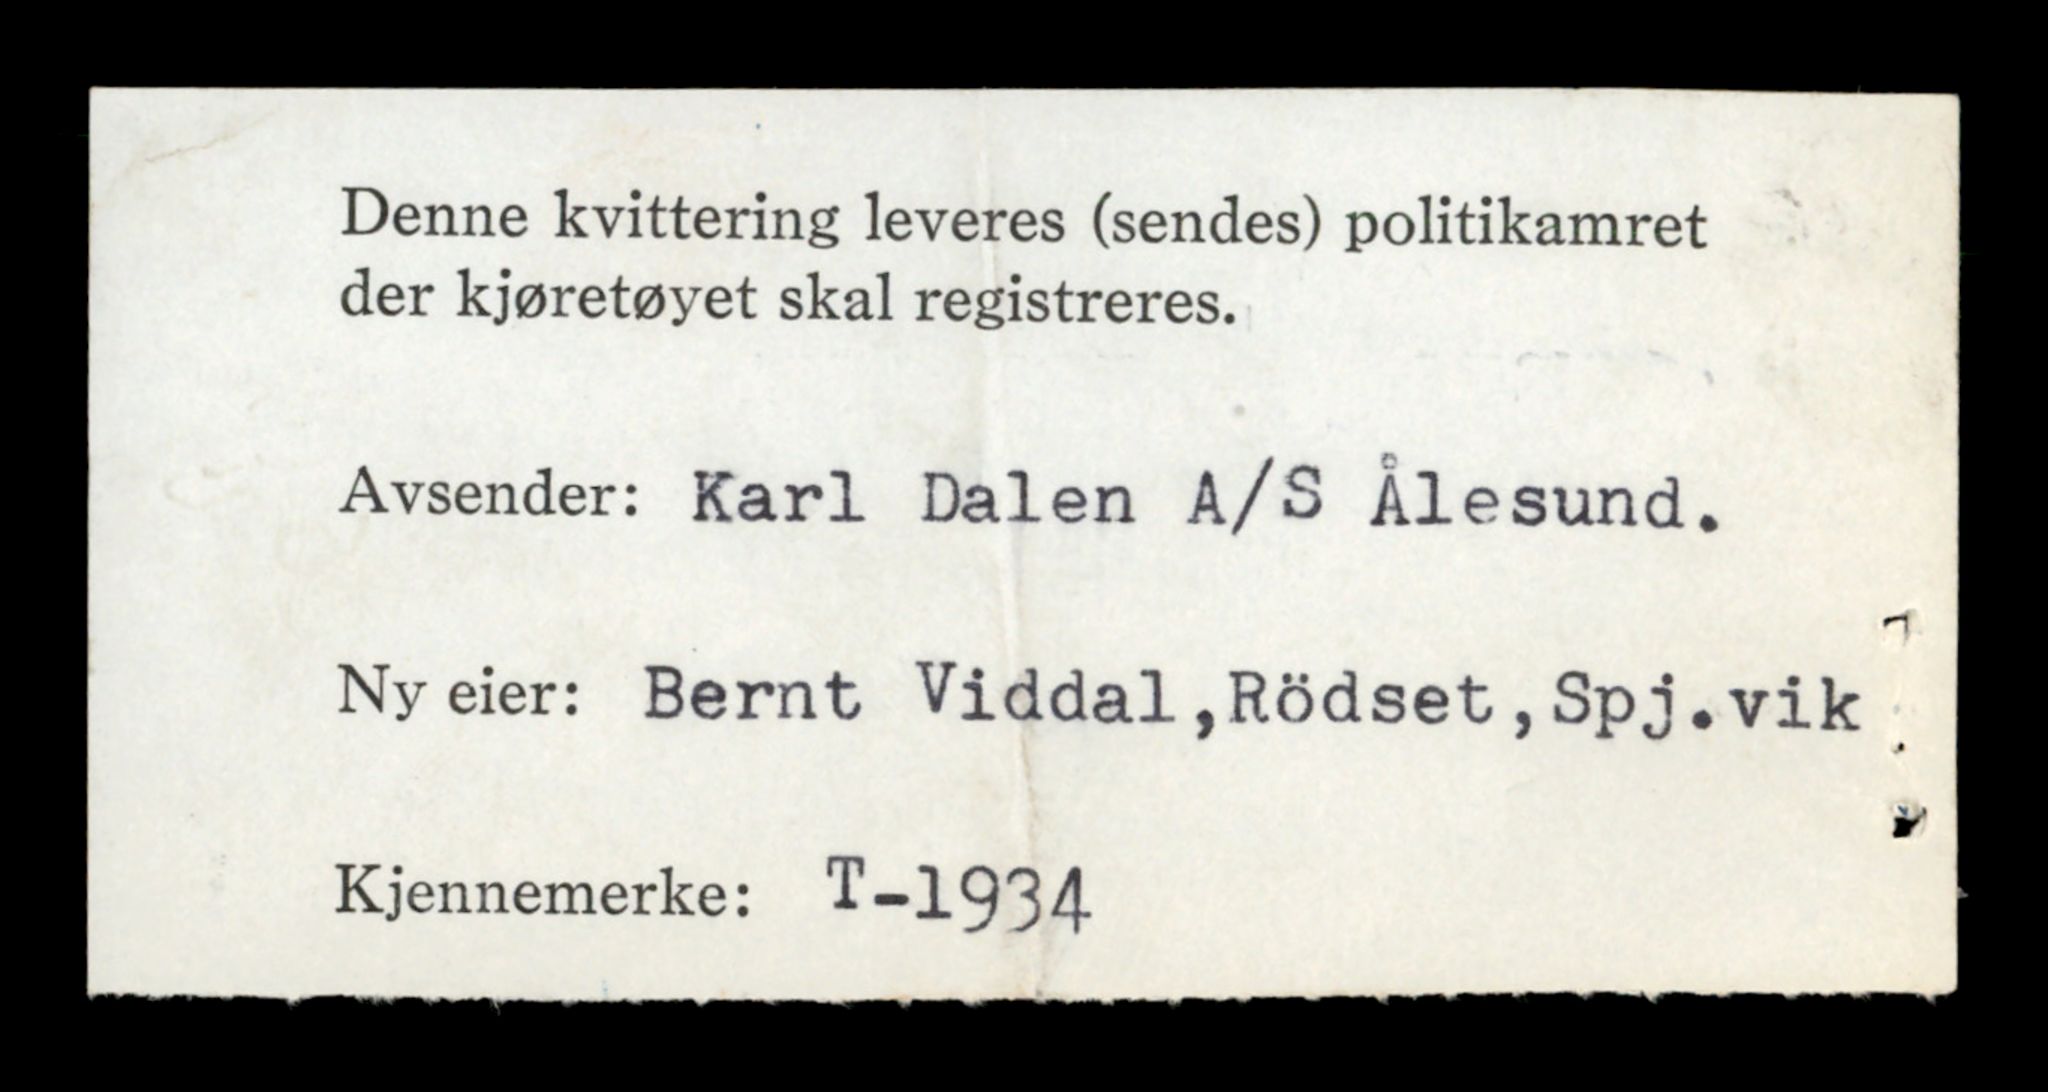 Denne kvittering leveres (sendes) politikamret
der kjøretøyet skal registreres.
Avsender: Karl Dalen A/S Ålesund.
Ny eier: Bernt Viddal,Rödset,Spj.vik
Kjennemerke: T-1934